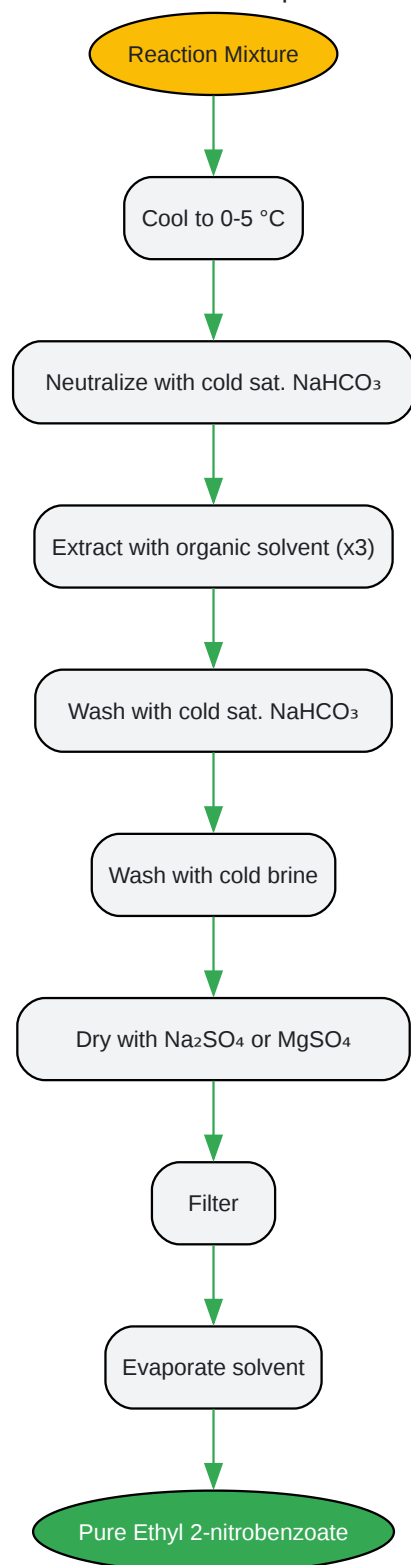 Reaction Mixture
Cool to 0-5 °C
Neutralize with cold sat. NaHCO₃
Extract with organic solvent (x3)
Wash with cold sat. NaHCO₃
Wash with cold brine
Dry with Na₂SO₄ or MgSO₄
Filter
Evaporate solvent
Pure Ethyl 2-nitrobenzoate